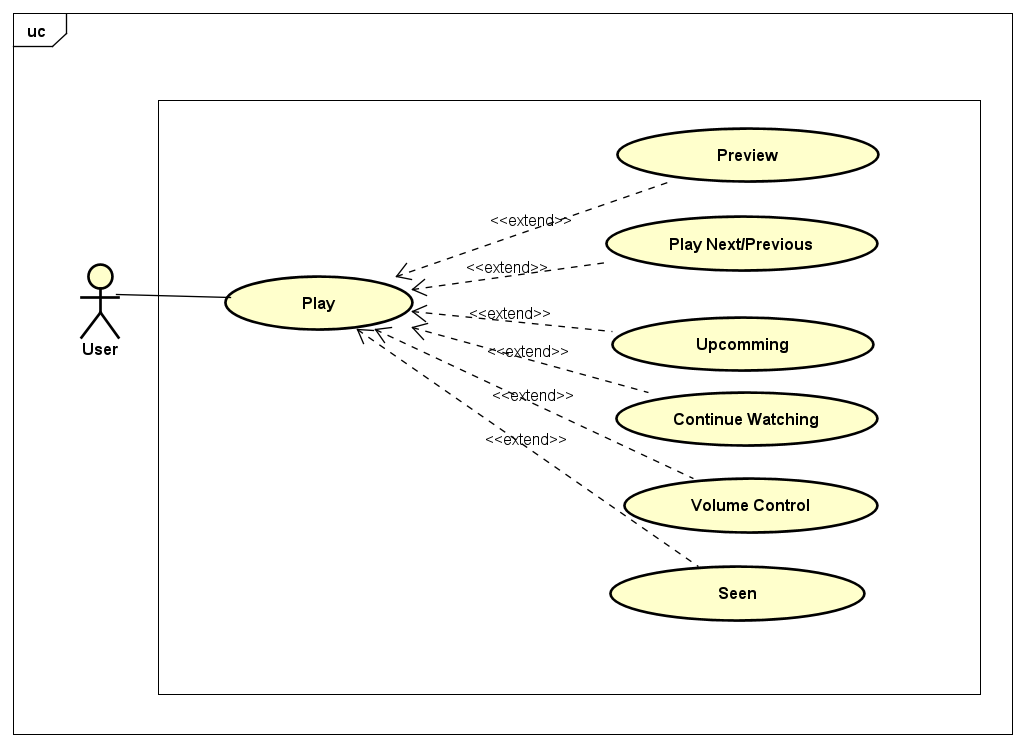 uc
Preview
<<extend>>
Play Next/Previous
<<extend>>
Play
<<extend>>
Upcomming
User
<<extend>>
<<extend>>
Continue Watching
<<extend>>
Volume Control
Seen